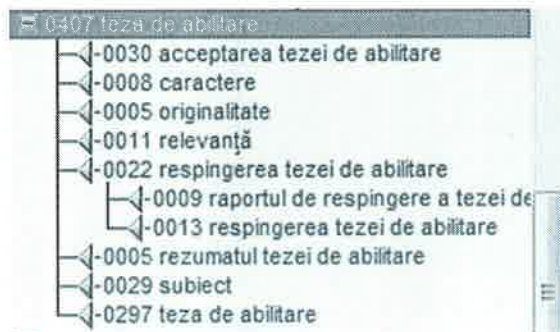 0407 teza de abilitare
-0030 acceptarea tezei de abilitare
-0008 caractere
-0005 originalitate
-0011 relevanță
-0022 respingerea tezei de abilitare
-0009 raportul de respingere a tezei de
-0013 respingerea tezei de abilitare
-0005 rezumatul tezei de abilitare
-0029 subiect
-0297 teza de abilitare